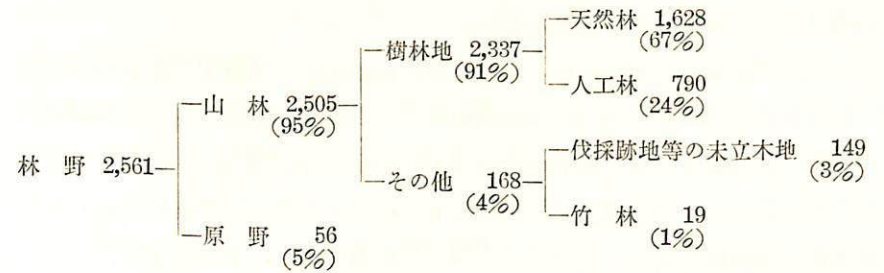 天然林 1,628
(67%)
樹林地 2,337
(91%)
人工林 790
(24%)
山 林 2,505
(95%)
林 野 2,561
伐採跡地等の未立木地 149
(3%)
その他 168
(4%)
竹 林 19
(1%)
原 野 56
(5%)